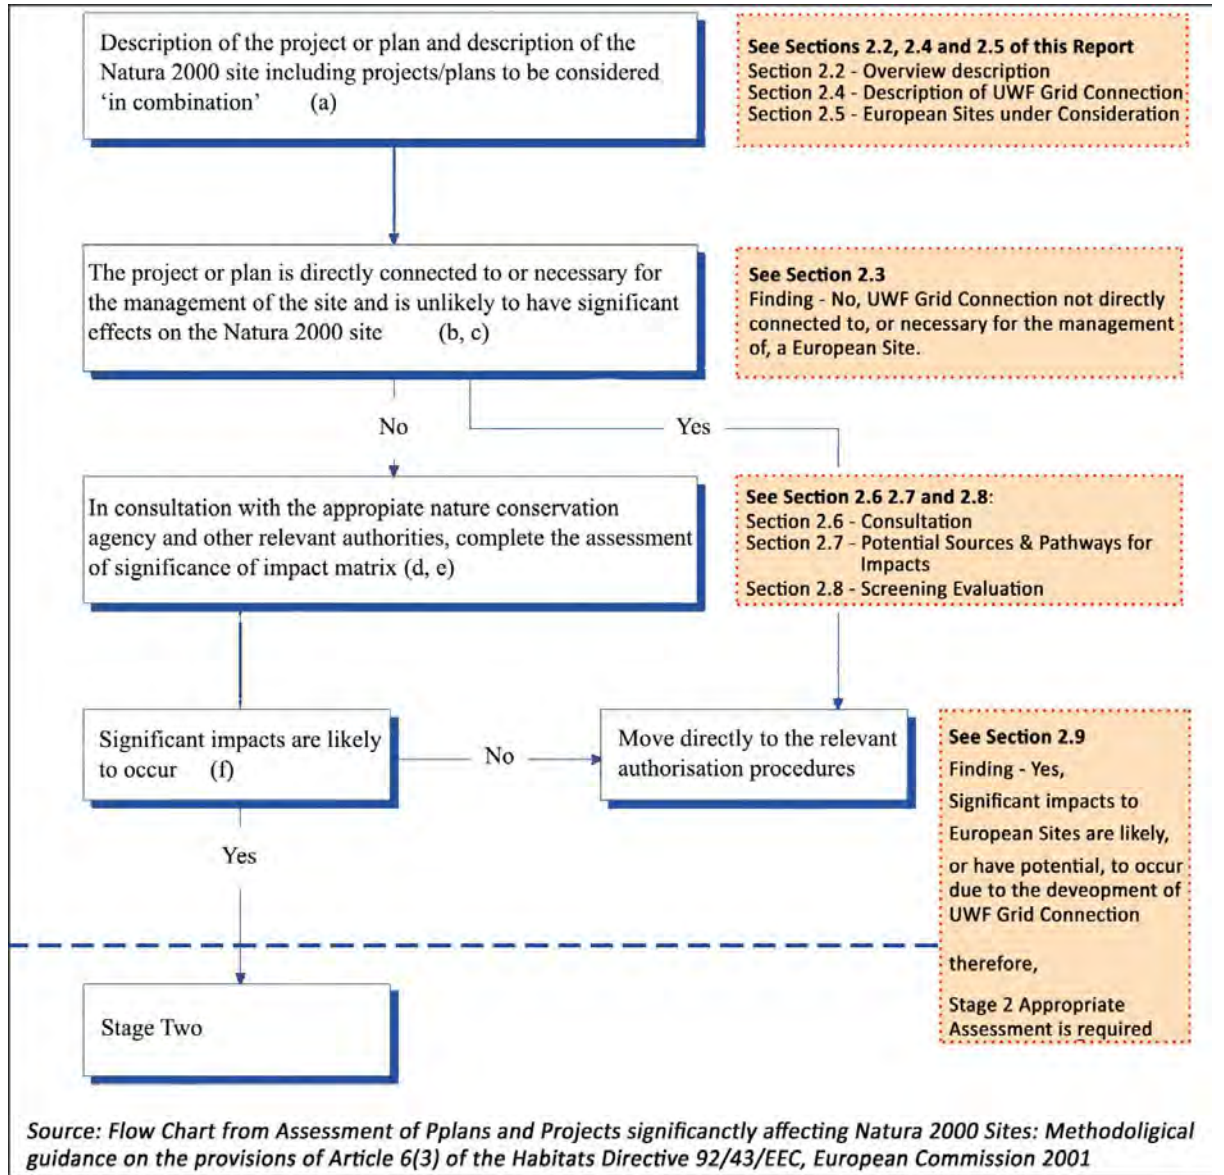 Description of the project or plan and description of the
Natura 2000 site including projects/plans to be considered
‘in combination’ (a)
See Sections 2.2, 2.4 and 2.5 of this Report
Section 2.2 - Overview description
Section 2.4 - Description of UWF Grid Connection
Section 2.5 - European Sites under Consideration
The project or plan is directly connected to or necessary for
the management of the site and is unlikely to have significant
effects on the Natura 2000 site (b, c)
See Section 2.3
Finding - No, UWF Grid Connection not directly
connected to, or necessary for the management
of, a European Site.
No
Yes
In consultation with the appropiate nature conservation
agency and other relevant authorities, complete the assessment
of significance of impact matrix (d, e)
See Section 2.6 2.7 and 2.8:
Section 2.6 - Consultation
Section 2.7 - Potential Sources & Pathways for
Impacts
Section 2.8 - Screening Evaluation
Significant impacts are likely
to occur (f)
No
Move directly to the relevant
authorisation procedures
See Section 2.9
Finding - Yes,
Significant impacts to
European Sites are likely,
or have potential, to occur
due to the deveopment of
UWF Grid Connection
therefore,
Stage 2 Appropriate
Assessment is required
Yes
Stage Two
Source: Flow Chart from Assessment of Pplans and Projects significanctly affecting Natura 2000 Sites: Methodoligical
guidance on the provisions of Article 6(3) of the Habitats Directive 92/43/EEC, European Commission 2001